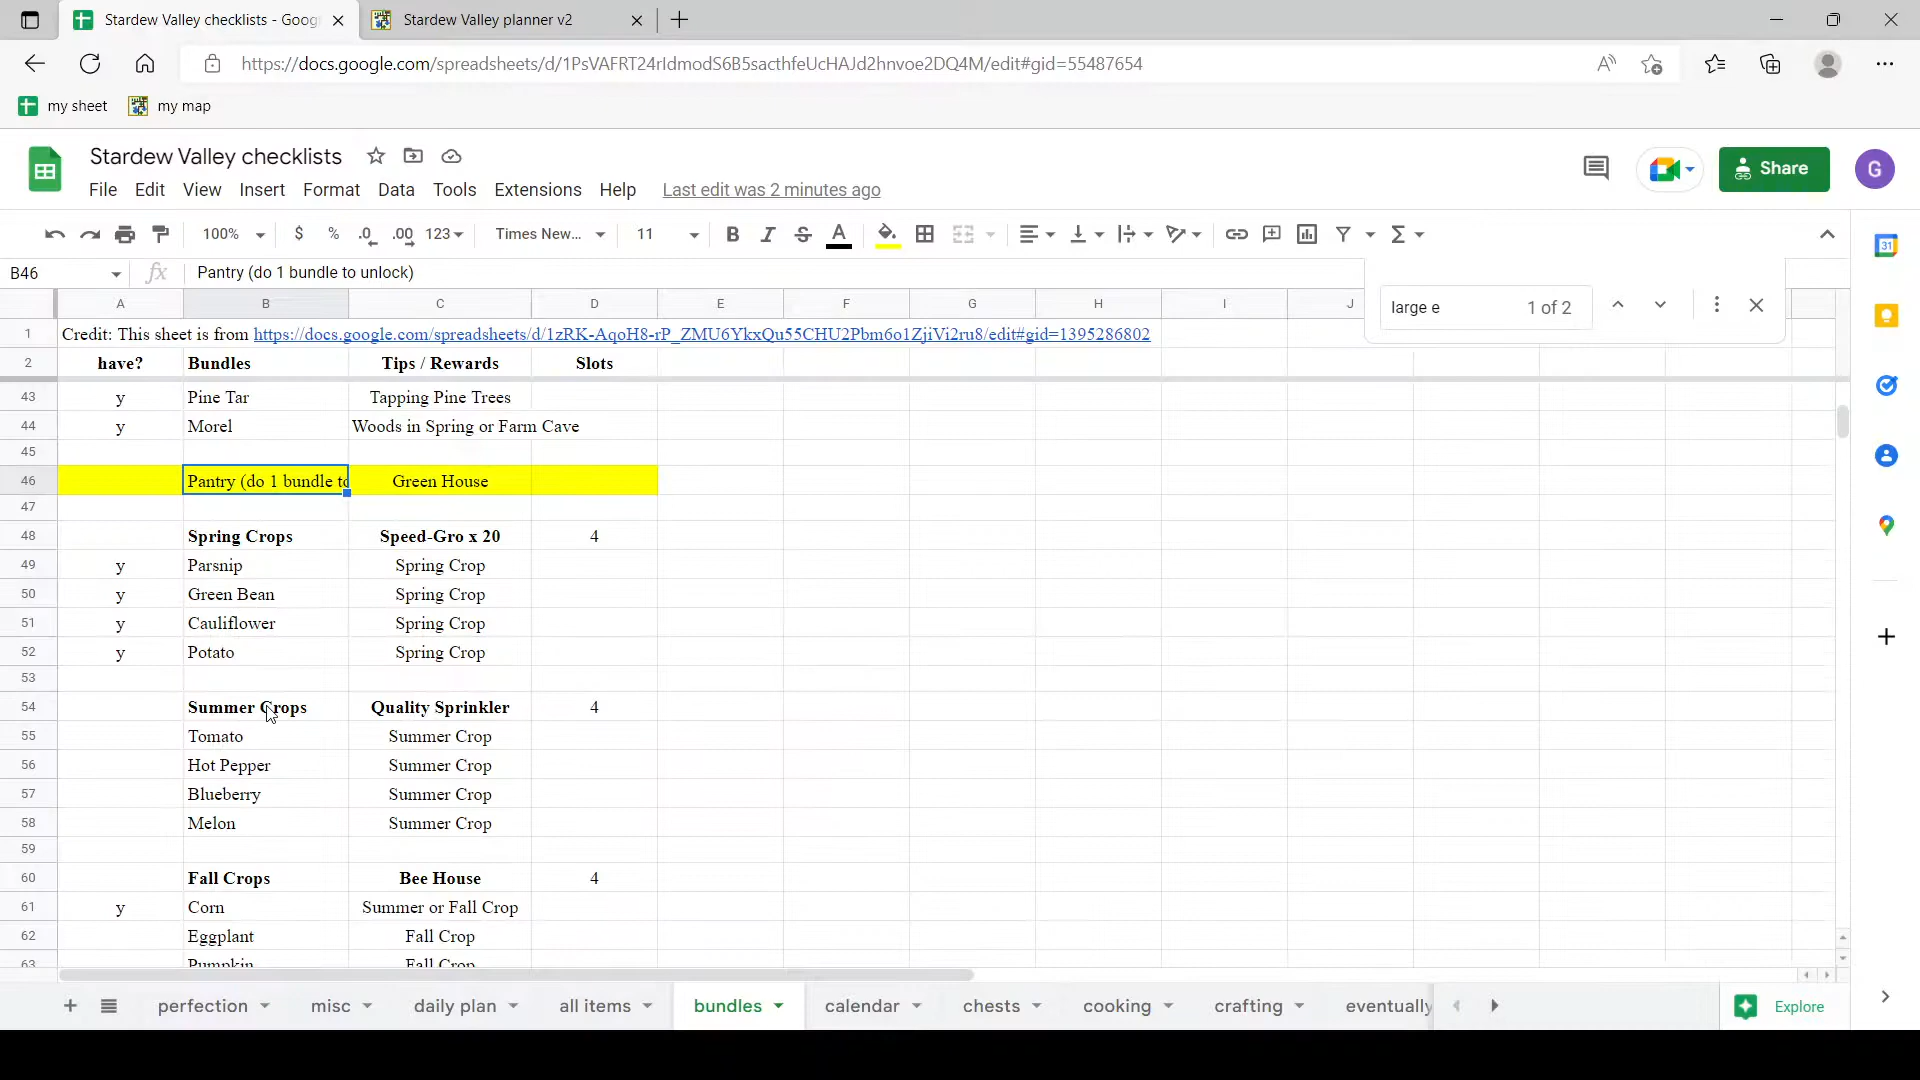 Stardew Valley checklists - Goog
Stardew Valley planner v2
https://docs.google.com/spreadsheets/d/1PsVAFRT24rIdmodS6B5sacthfeUcHAJd2hnvoe2DQ4M/edit#gid=55487654
my sheet my map
Stardew Valley checklists
File Edit View Insert Format Data Tools Extensions Help Last edit was 2 minutes ago
Share
G
100% $ % .0 .00 123 Times New... 11
B46 Pantry (do 1 bundle to unlock)
large e 1 of 2
A B C D E F G H I J
1 Credit: This sheet is from https://docs.google.com/spreadsheets/d/1zRK-AqoH8-rP_ZMU6YkxQu55CHU2Pbm6o1ZjiVi2ru8/edit#gid=1395286802
2 have? Bundles Tips / Rewards Slots
43 y Pine Tar Tapping Pine Trees
44 y Morel Woods in Spring or Farm Cave
45
46 Pantry (do 1 bundle to Green House
47
48 Spring Crops Speed-Gro x 20 4
49 y Parsnip Spring Crop
50 y Green Bean Spring Crop
51 y Cauliflower Spring Crop
52 y Potato Spring Crop
53
54 Summer Crops Quality Sprinkler 4
55 Tomato Summer Crop
56 Hot Pepper Summer Crop
57 Blueberry Summer Crop
58 Melon Summer Crop
59
60 Fall Crops Bee House 4
61 y Corn Summer or Fall Crop
62 Eggplant Fall Crop
63 Pumpkin Fall Crop
perfection misc daily plan all items bundles calendar chests cooking crafting eventually
Explore